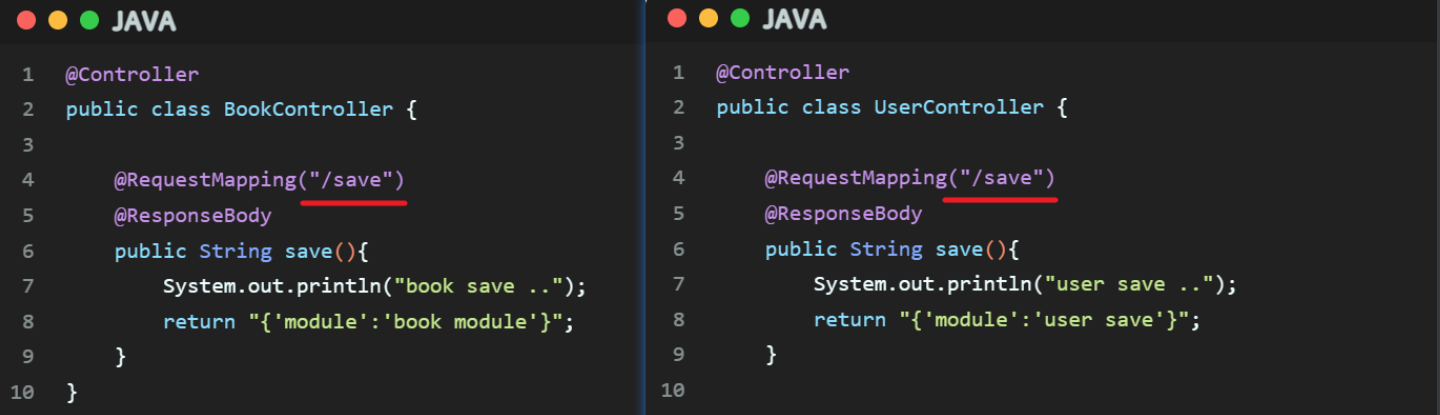 JAVA
1 @Controller
2 public class BookController {
3
4 @RequestMapping("/save")
5 @ResponseBody
6 public String save(){
7 System.out.println("book save ..");
8 return "{'module':'book module'}";
9 }
10 }
JAVA
1 @Controller
2 public class UserController {
3
4 @RequestMapping("/save")
5 @ResponseBody
6 public String save(){
7 System.out.println("user save ..");
8 return "{'module':'user save'}";
9 }
10